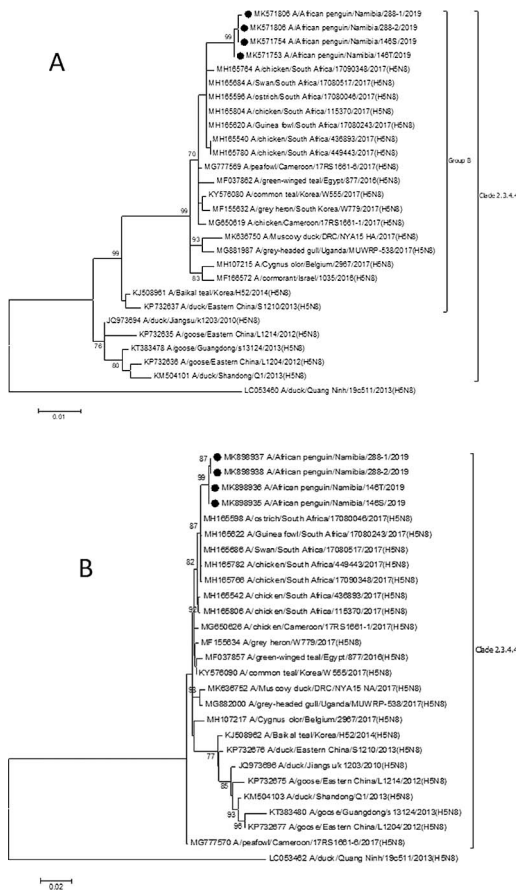 A
99
MK571806 A/African penguin/Namibia/288-1/2019
MK571806 A/African penguin/Namibia/288-2/2019
MK571754 A/African penguin/Namibia/146S/2019
MK571753 A/African penguin/Namibia/146T/2019
MH165764 A/chicken/South Africa/17090348/2017(H5N8)
MH165684 A/Swan/South Africa/17080517/2017(H5N8)
MH165596 A/ostrich/South Africa/17080046/2017(H5N8)
MH165804 A/chicken/South Africa/115370/2017(H5N8)
MH165620 A/Guinea fowl/South Africa/17080243/2017(H5N8)
MH165540 A/chicken/South Africa/436893/2017(H5N8)
MH165780 A/chicken/South Africa/449443/2017(H5N8)
70
MG777569 A/peafowl/Cameroon/17RS1661-6/2017(H5N8)
Group B
MF037862 A/green-winged teal/Egypt/877/2016(H5N8)
KY576080 A/common teal/Korea/W555/2017(H5N8)
Clade 2.3.4.4
99
MF155632 A/grey heron/South Korea/W779/2017(H5N8)
MG650619 A/chicken/Cameroon/17RS1661-1/2017(H5N8)
93
MK636750 A/Muscovy duck/DRC/NYA15 HA/2017(H5N8)
MG881987 A/grey-headed gull/Uganda/MUWRP-538/2017(H5N8)
99
MH107215 A/Cygnus olor/Belgium/2967/2017(H5N8)
83
MF166572 A/cormorant/Israel/1035/2016(H5N8)
KJ508961 A/Baikal teal/Korea/H52/2014(H5N8)
KP732637 A/duck/Eastern China/S1210/2013(H5N8)
JQ973694 A/duck/Jiangsu/k1203/2010(H5N8)
KP732635 A/goose/Eastern China/L1214/2012(H5N8)
76
KT383478 A/goose/Guangdong/s13124/2013(H5N8)
80
KP732636 A/goose/Eastern China/L1204/2012(H5N8)
KM504101 A/duck/Shandong/Q1/2013(H5N8)
LC053460 A/duck/Quang Ninh/19c511/2013(H5N8)
0.01
B
87
MK898937 A/African penguin/Namibia/288-1/2019
MK898938 A/African penguin/Namibia/288-2/2019
99
MK898936 A/African penguin/Namibia/146T/2019
MK898935 A/African penguin/Namibia/146S/2019
87
MH165598 A/ostrich/South Africa/17080046/2017(H5N8)
MH165622 A/Guinea fowl/South Africa/17080243/2017(H5N8)
MH165686 A/Swan/South Africa/17080517/2017(H5N8)
82
MH165782 A/chicken/South Africa/449443/2017(H5N8)
MH165766 A/chicken/South Africa/17090348/2017(H5N8)
MH165542 A/chicken/South Africa/436893/2017(H5N8)
MH165806 A/chicken/South Africa/115370/2017(H5N8)
MG650626 A/chicken/Cameroon/17RS1661-1/2017(H5N8)
MF155634 A/grey heron/W779/2017(H5N8)
Clade 2.3.4.4
MF037857 A/green-winged teal/Egypt/877/2016(H5N8)
KY576090 A/common teal/Korea/W555/2017(H5N8)
MK636752 A/Muscovy duck/DRC/NYA15 NA/2017(H5N8)
MG882000 A/grey-headed gull/Uganda/MUWRP-538/2017(H5N8)
MH107217 A/Cygnus olor/Belgium/2967/2017(H5N8)
KJ508962 A/Baikal teal/Korea/H52/2014(H5N8)
77
KP732676 A/duck/Eastern China/S1210/2013(H5N8)
JQ973696 A/duck/Jiangsu/k1203/2010(H5N8)
85
KP732675 A/goose/Eastern China/L1214/2012(H5N8)
KM504103 A/duck/Shandong/Q1/2013(H5N8)
93
KT383480 A/goose/Guangdong/s13124/2013(H5N8)
96
KP732677 A/goose/Eastern China/L1204/2012(H5N8)
MG777570 A/peafowl/Cameroon/17RS1661-6/2017(H5N8)
LC053462 A/duck/Quang Ninh/19c511/2013(H5N8)
0.02